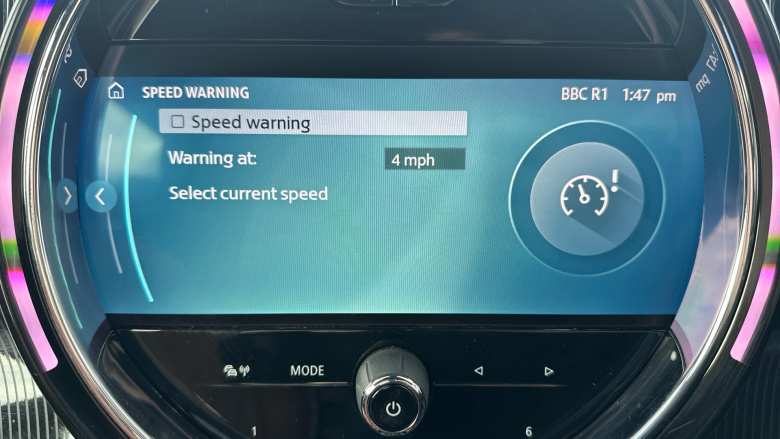 SPEED WARNING
BBC R1 1:47 pm
Speed warning
Warning at: 4 mph
Select current speed
MODE
1 6